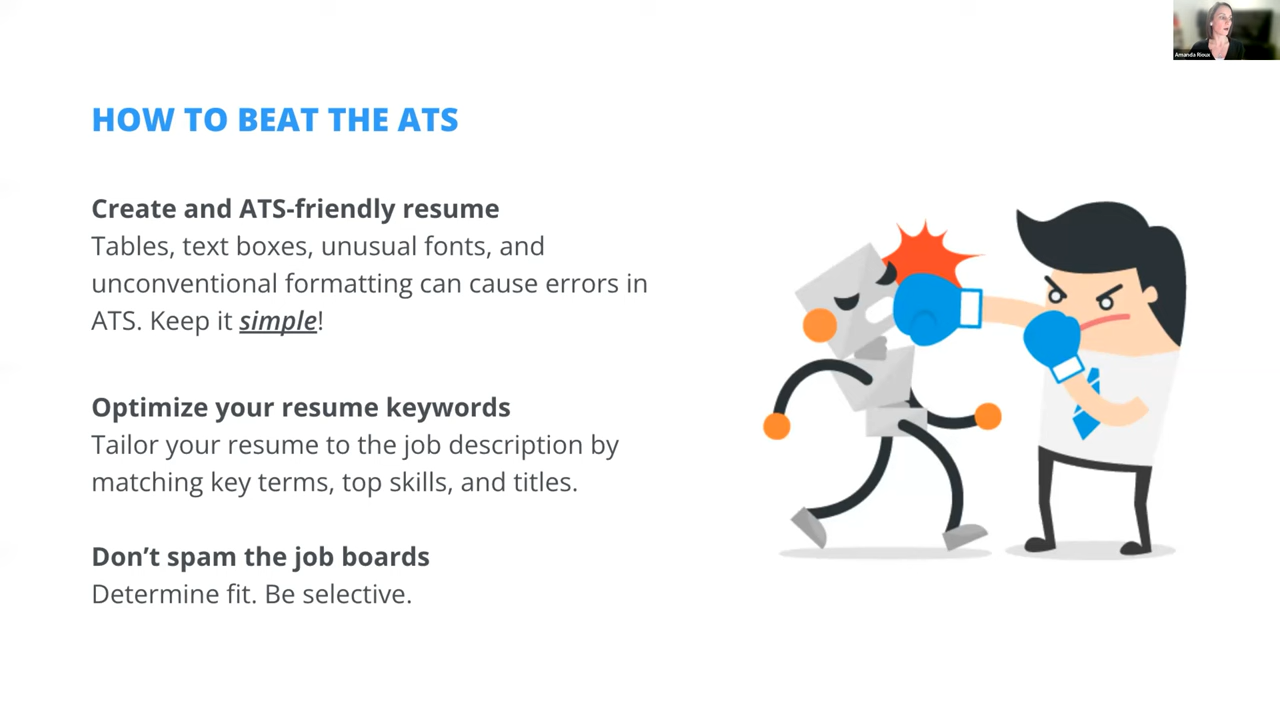 Amanda Rioux
HOW TO BEAT THE ATS
Create and ATS-friendly resume
Tables, text boxes, unusual fonts, and
unconventional formatting can cause errors in
ATS. Keep it simple!
Optimize your resume keywords
Tailor your resume to the job description by
matching key terms, top skills, and titles.
Don’t spam the job boards
Determine fit. Be selective.